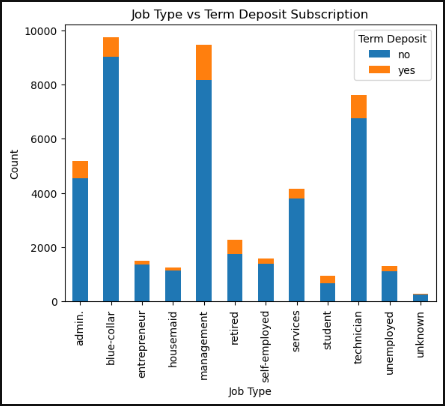 Job Type vs Term Deposit Subscription
Term Deposit
no
yes
Count
10000
8000
6000
4000
2000
0
admin.
blue-collar
entrepreneur
housemaid
management
retired
self-employed
services
student
technician
unemployed
unknown
Job Type